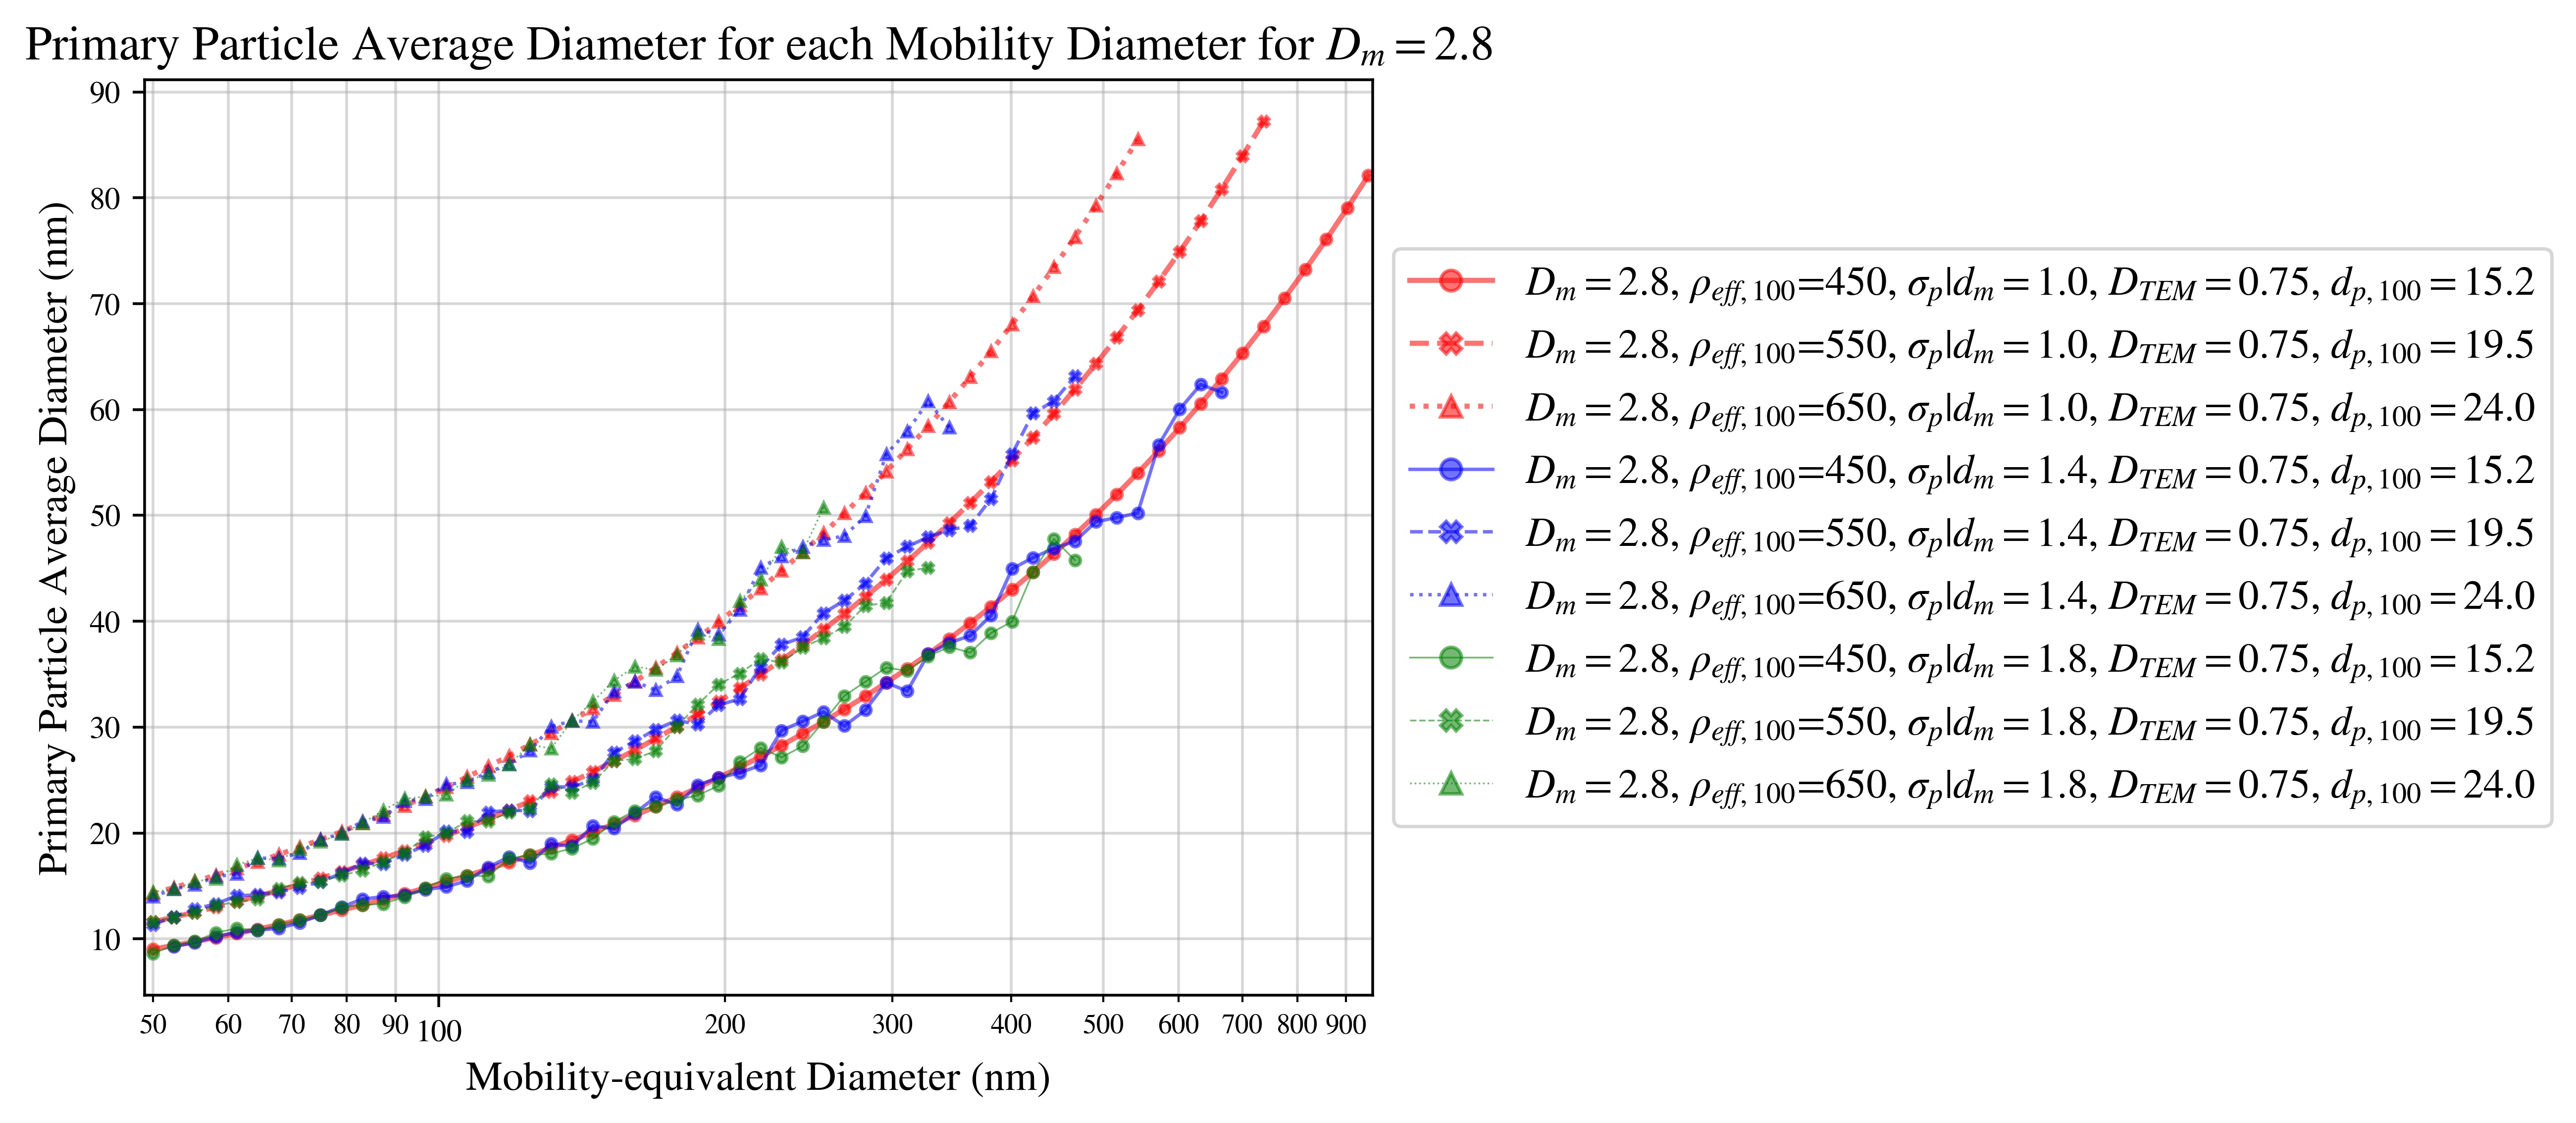 Primary Particle Average Diameter for each Mobility Diameter for D_m = 2.8
Primary Particle Average Diameter (nm)
90
80
70
60
50
40
30
20
10
50 60 70 80 90 100 200 300 400 500 600 700 800 900
Mobility-equivalent Diameter (nm)
D_m = 2.8, ρ_eff,100=450, σ_p|d_m = 1.0, D_TEM = 0.75, d_p,100 = 15.2
D_m = 2.8, ρ_eff,100=550, σ_p|d_m = 1.0, D_TEM = 0.75, d_p,100 = 19.5
D_m = 2.8, ρ_eff,100=650, σ_p|d_m = 1.0, D_TEM = 0.75, d_p,100 = 24.0
D_m = 2.8, ρ_eff,100=450, σ_p|d_m = 1.4, D_TEM = 0.75, d_p,100 = 15.2
D_m = 2.8, ρ_eff,100=550, σ_p|d_m = 1.4, D_TEM = 0.75, d_p,100 = 19.5
D_m = 2.8, ρ_eff,100=650, σ_p|d_m = 1.4, D_TEM = 0.75, d_p,100 = 24.0
D_m = 2.8, ρ_eff,100=450, σ_p|d_m = 1.8, D_TEM = 0.75, d_p,100 = 15.2
D_m = 2.8, ρ_eff,100=550, σ_p|d_m = 1.8, D_TEM = 0.75, d_p,100 = 19.5
D_m = 2.8, ρ_eff,100=650, σ_p|d_m = 1.8, D_TEM = 0.75, d_p,100 = 24.0